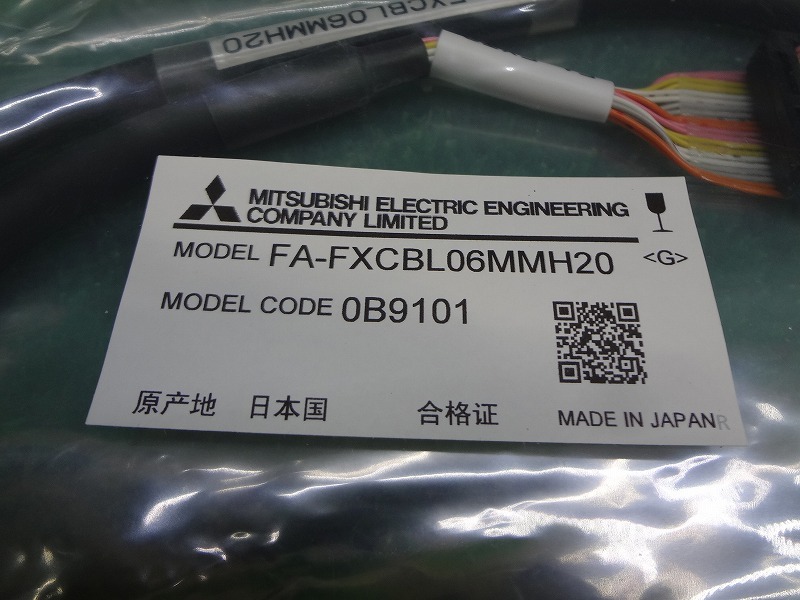 FXCBL06MMH20
MITSUBISHI ELECTRIC ENGINEERING
COMPANY LIMITED
MODEL FA-FXCBL06MMH20 <G>
MODEL CODE 0B9101
原产地 日本国 合格证 MADE IN JAPAN R